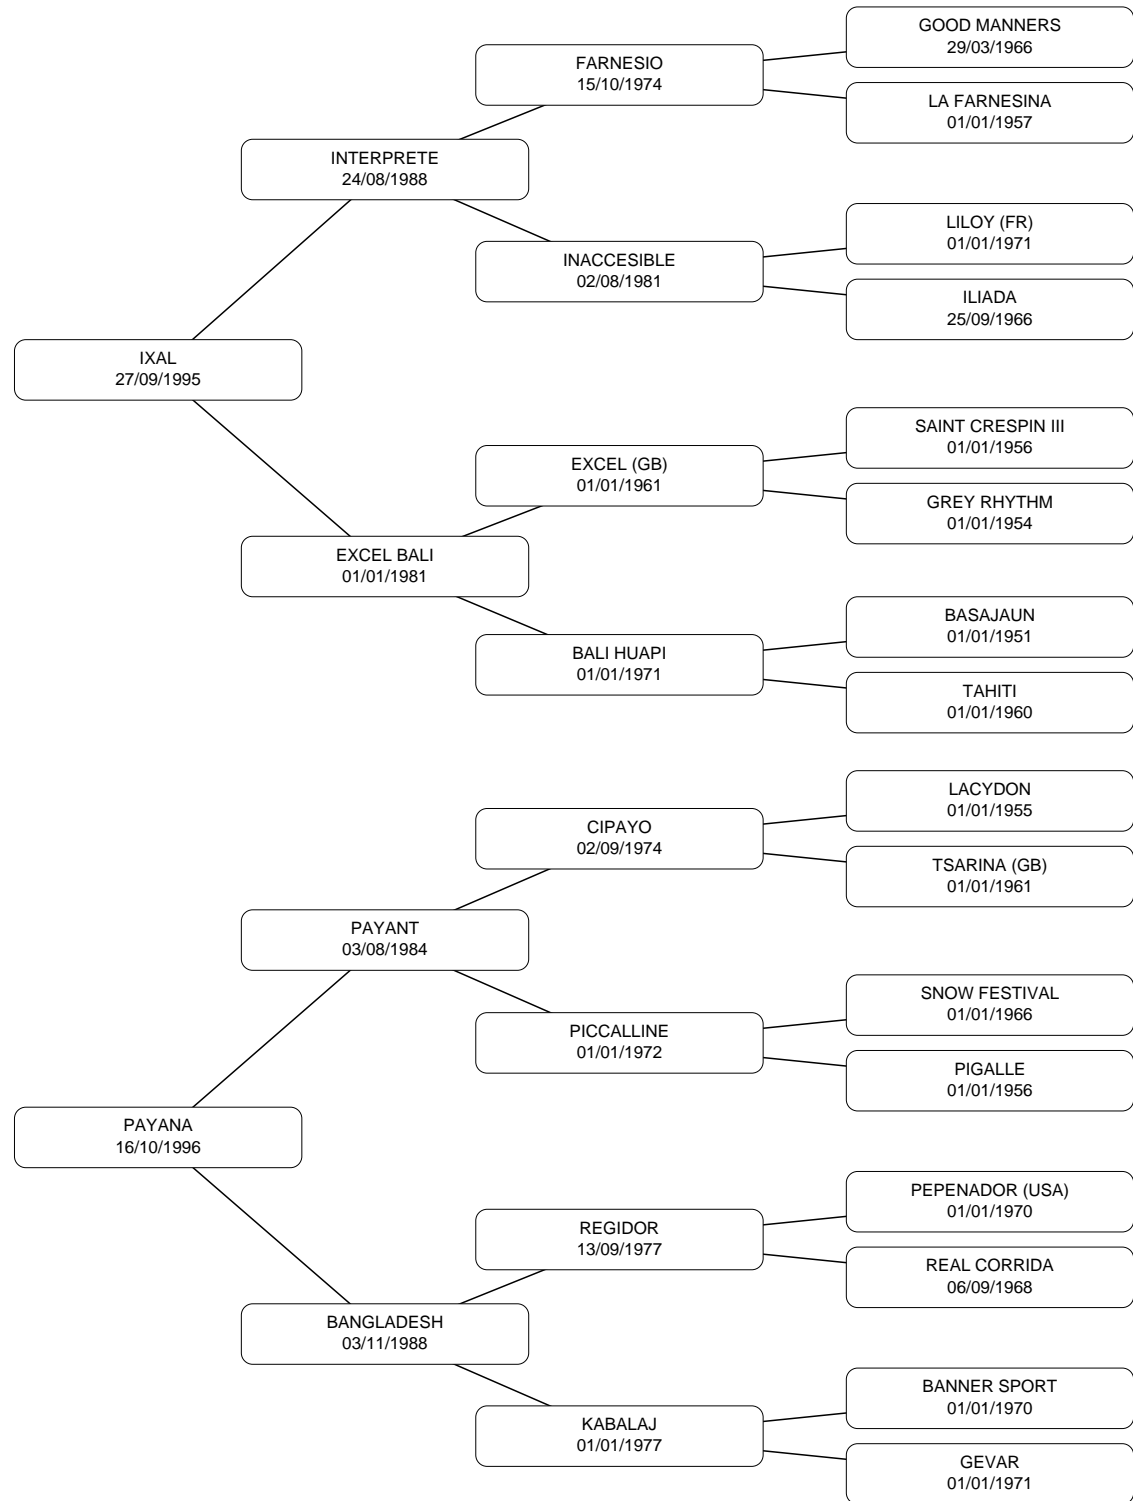 GOOD MANNERS
29/03/1966
FARNESIO
15/10/1974
LA FARNESINA
01/01/1957
INTERPRETE
24/08/1988
LILOY (FR)
01/01/1971
INACCESIBLE
02/08/1981
ILIADA
25/09/1966
IXAL
27/09/1995
SAINT CRESPIN III
01/01/1956
EXCEL (GB)
01/01/1961
GREY RHYTHM
01/01/1954
EXCEL BALI
01/01/1981
BASAJAUN
01/01/1951
BALI HUAPI
01/01/1971
TAHITI
01/01/1960
LACYDON
01/01/1955
CIPAYO
02/09/1974
TSARINA (GB)
01/01/1961
PAYANT
03/08/1984
SNOW FESTIVAL
01/01/1966
PICCALLINE
01/01/1972
PIGALLE
01/01/1956
PAYANA
16/10/1996
PEPENADOR (USA)
01/01/1970
REGIDOR
13/09/1977
REAL CORRIDA
06/09/1968
BANGLADESH
03/11/1988
BANNER SPORT
01/01/1970
KABALAJ
01/01/1977
GEVAR
01/01/1971